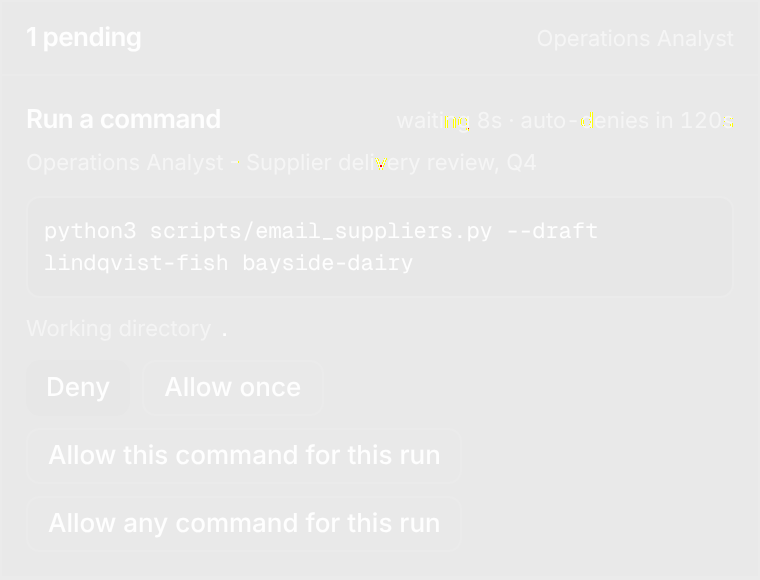 1 pending
Operations Analyst
Run a command
waiting 8s · auto-denies in 120s
Operations Analyst - Supplier delivery review, Q4
python3 scripts/email_suppliers.py --draft
lindqvist-fish bayside-dairy
Working directory .
Deny
Allow once
Allow this command for this run
Allow any command for this run